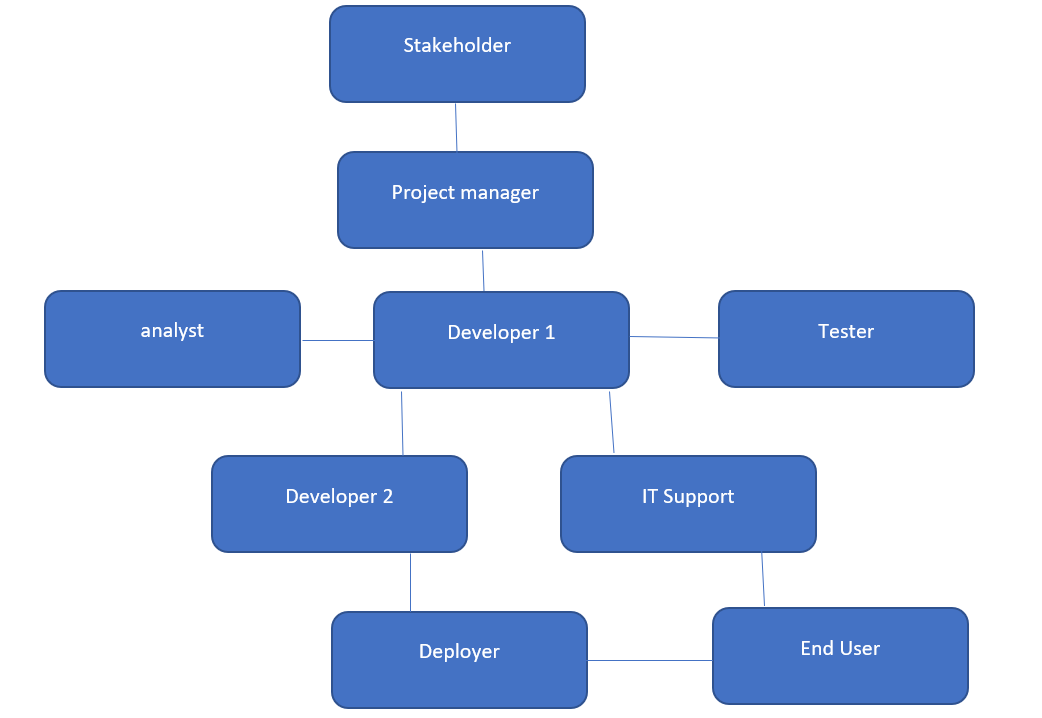 Stakeholder
Project manager
analyst
Developer 1
Tester
Developer 2
IT Support
Deployer
End User